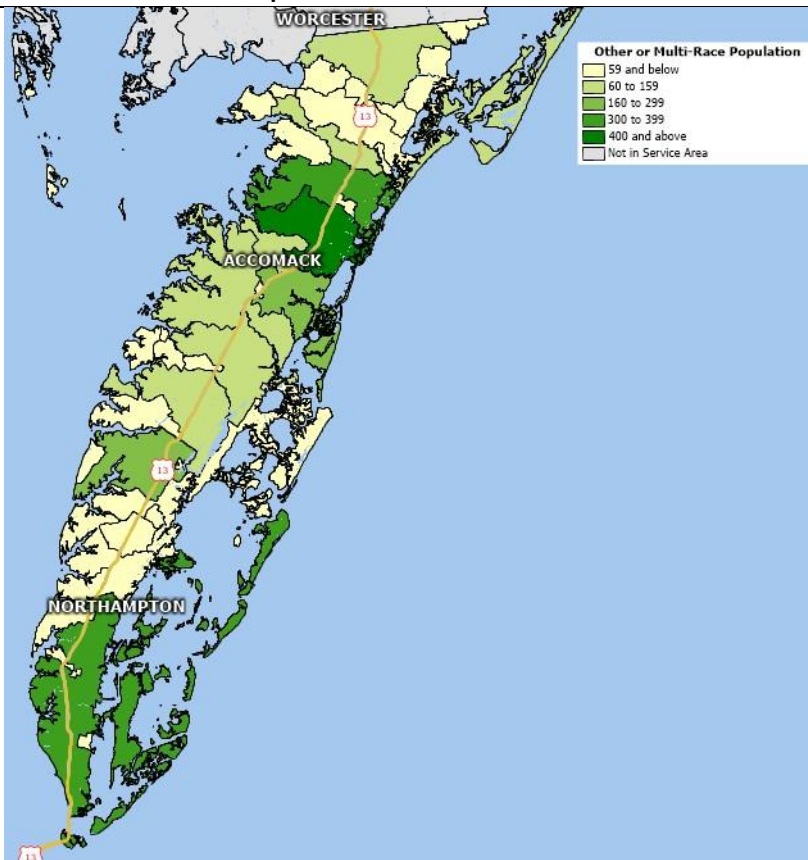 WORCESTER
Other or Multi-Race Population
59 and below
60 to 159
160 to 299
300 to 399
400 and above
Not in Service Area
13
ACCOMACK
13
NORTHAMPTON
13